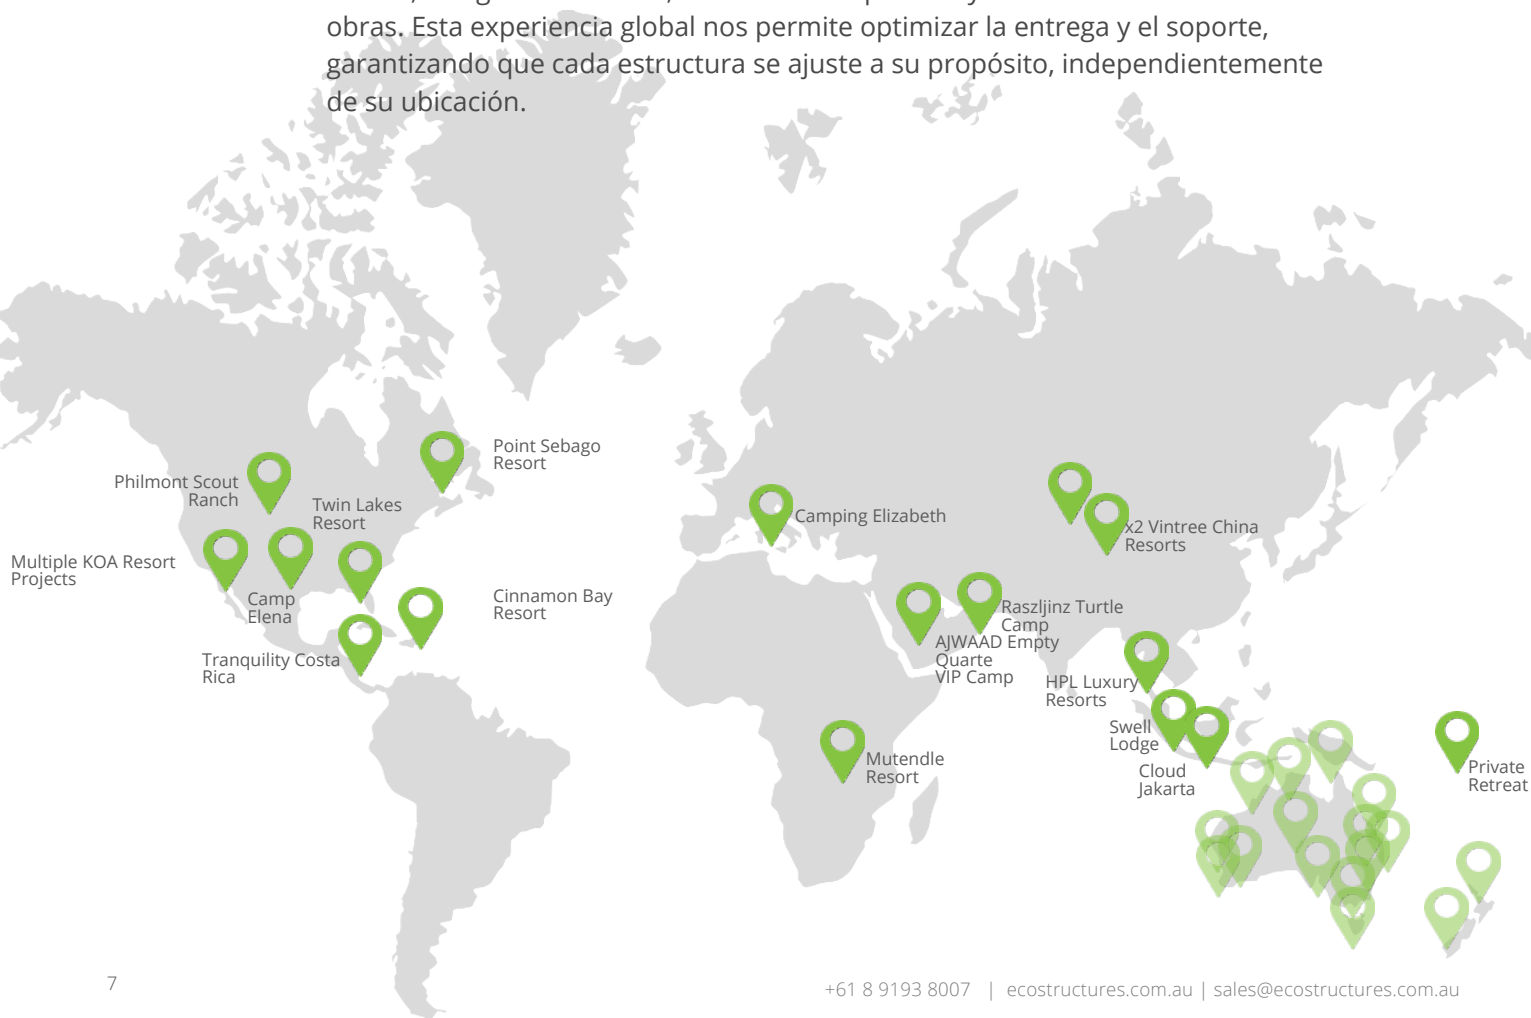 obras. Esta experiencia global nos permite optimizar la entrega y el soporte,
garantizando que cada estructura se ajuste a su propósito, independientemente
de su ubicación.
Point Sebago
Resort
Philmont Scout
Ranch
Twin Lakes
Resort
Camping Elizabeth
x2 Vintree China
Resorts
Multiple KOA Resort
Projects
Camp
Elena
Cinnamon Bay
Resort
Raszljinz Turtle
Camp
AJWAAD Empty
Quarte
VIP Camp
Tranquility Costa
Rica
HPL Luxury
Resorts
Swell
Lodge
Cloud
Jakarta
Mutendle
Resort
Private
Retreat
7
+61 8 9193 8007 | ecostructures.com.au | sales@ecostructures.com.au